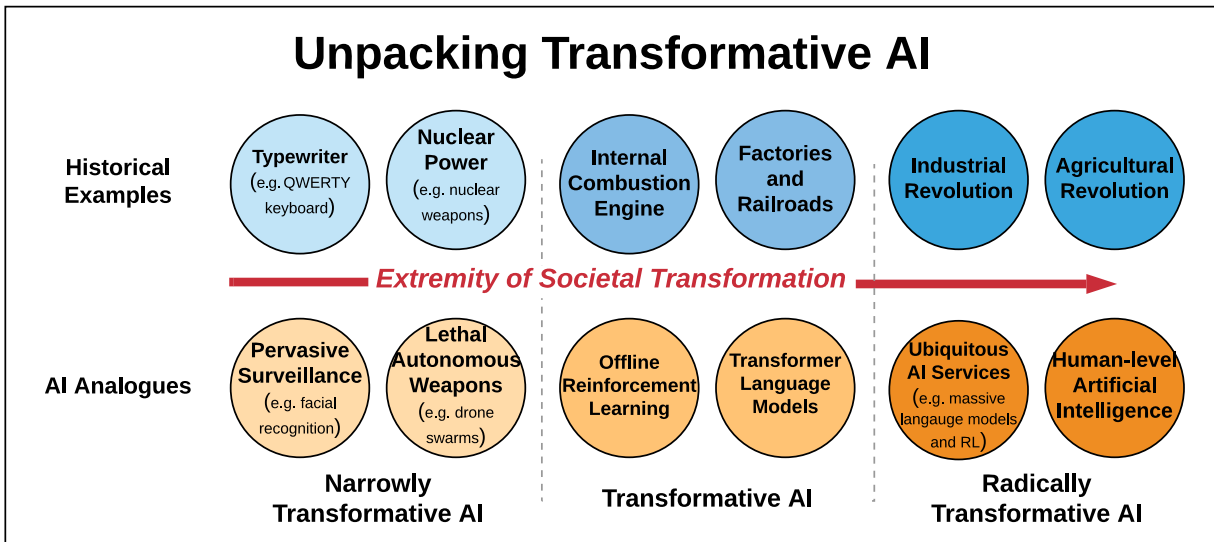 Unpacking Transformative AI
Historical
Examples
Typewriter
(e.g. QWERTY
keyboard)
Nuclear
Power
(e.g. nuclear
weapons)
Internal
Combustion
Engine
Factories
and
Railroads
Industrial
Revolution
Agricultural
Revolution
Extremity of Societal Transformation
AI Analogues
Pervasive
Surveillance
(e.g. facial
recognition)
Lethal
Autonomous
Weapons
(e.g. drone
swarms)
Offline
Reinforcement
Learning
Transformer
Language
Models
Ubiquitous
AI Services
(e.g. massive
langauge models
and RL)
Human-level
Artificial
Intelligence
Narrowly
Transformative AI
Transformative AI
Radically
Transformative AI